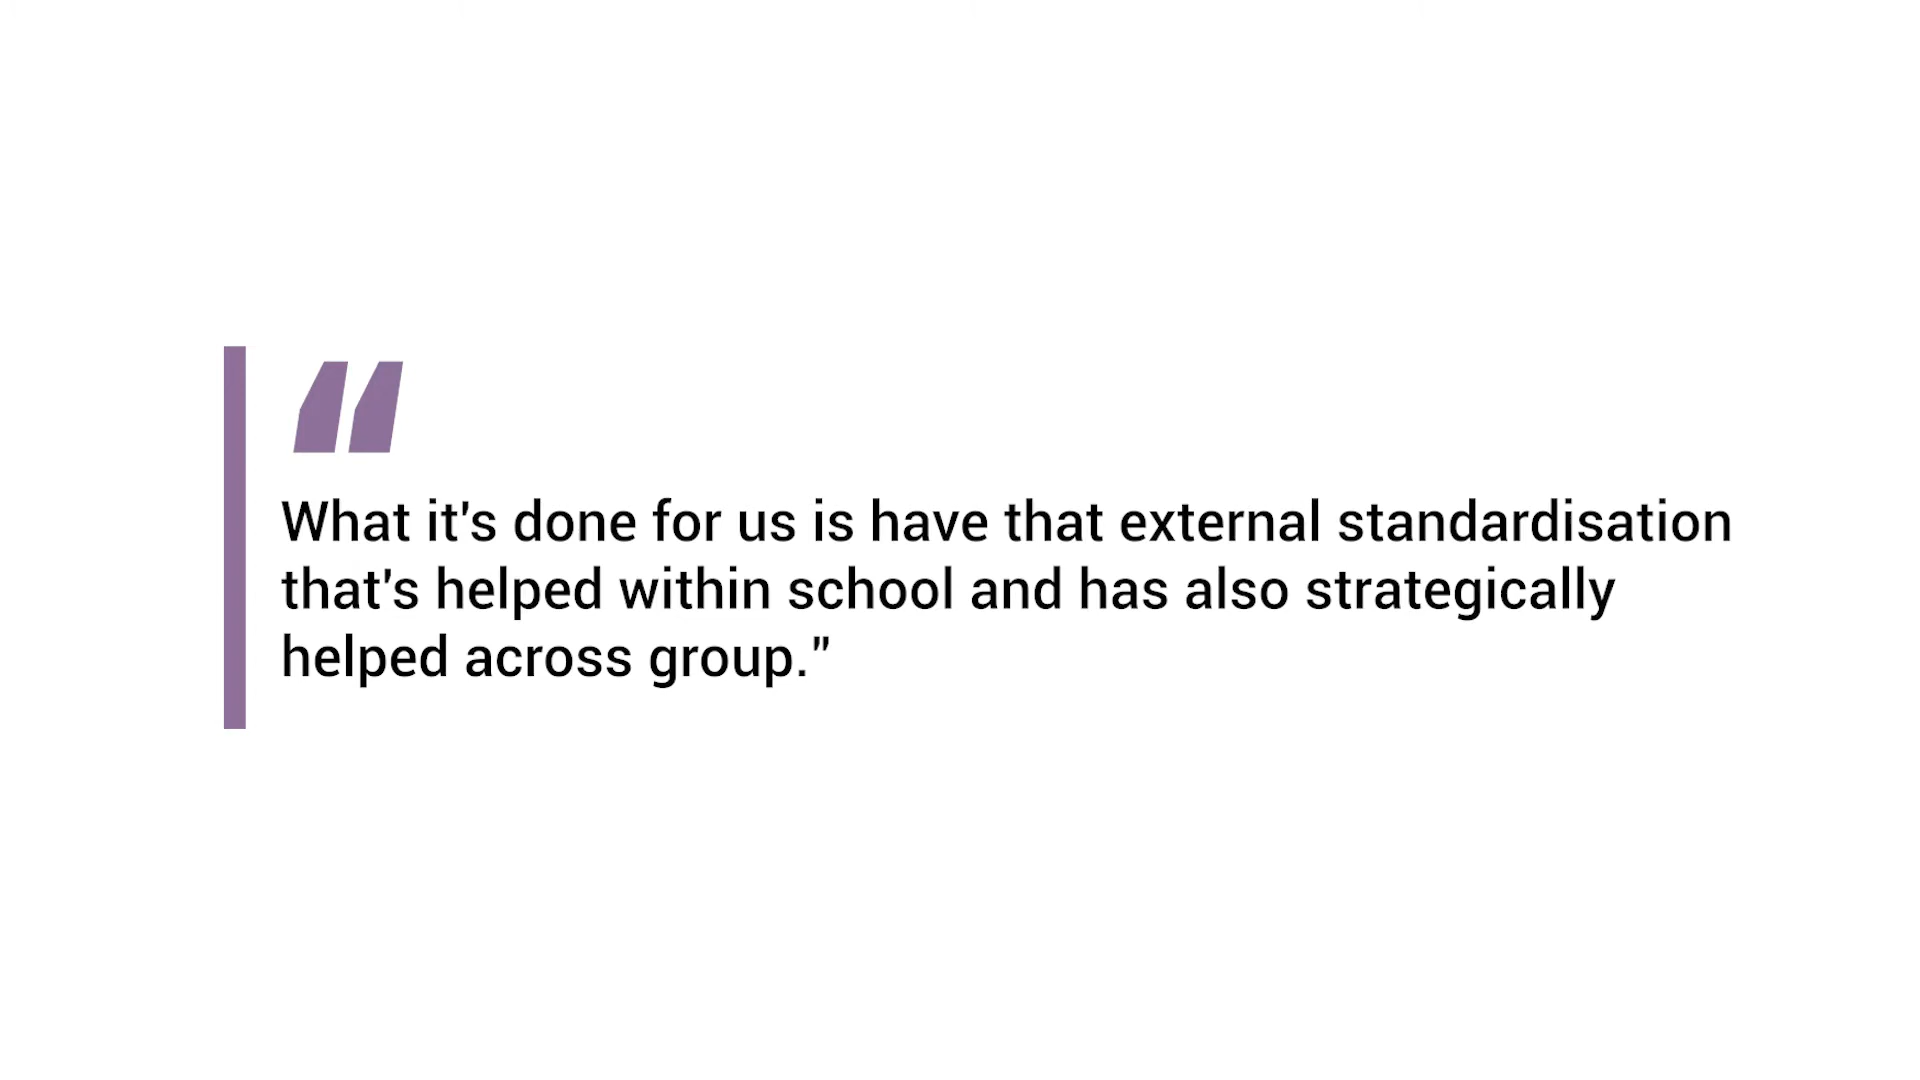 “
What it's done for us is have that external standardisation
that's helped within school and has also strategically
helped across group."